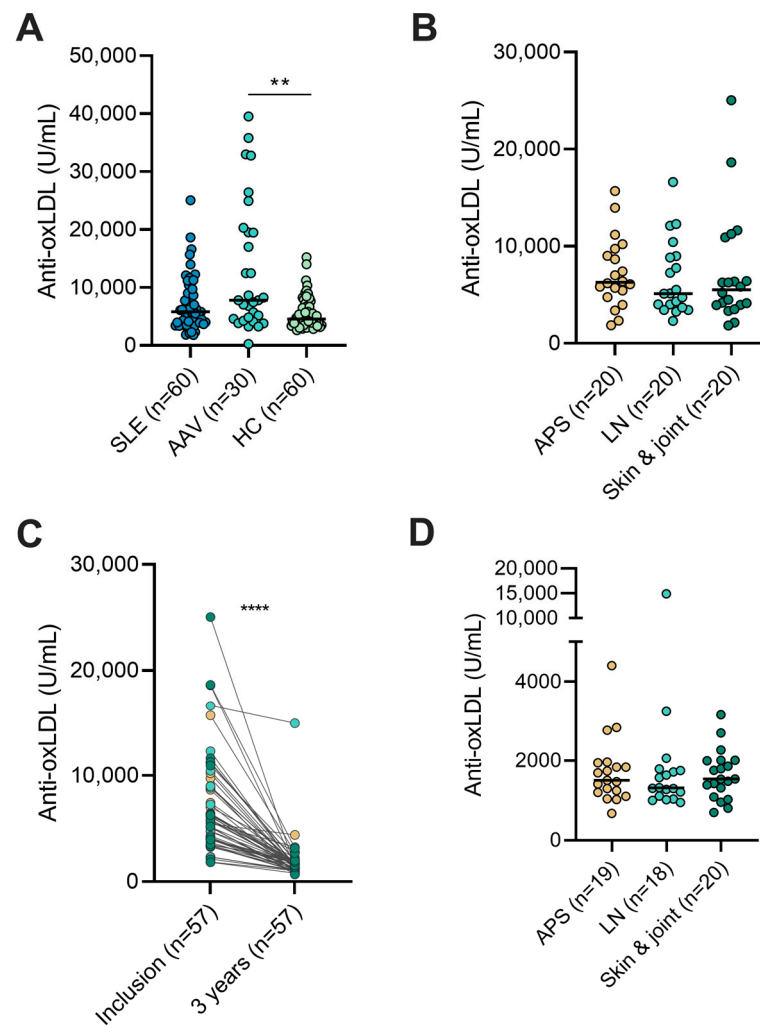 A
50,000
40,000
30,000
20,000
10,000
0
Anti-oxLDL (U/mL)
**
SLE (n=60)
AAV (n=30)
HC (n=60)
B
30,000
20,000
10,000
0
Anti-oxLDL (U/mL)
APS (n=20)
LN (n=20)
Skin & joint (n=20)
C
30,000
20,000
10,000
0
Anti-oxLDL (U/mL)
****
Inclusion (n=57)
3 years (n=57)
D
20,000
15,000
10,000
4000
2000
0
Anti-oxLDL (U/mL)
APS (n=19)
LN (n=18)
Skin & joint (n=20)